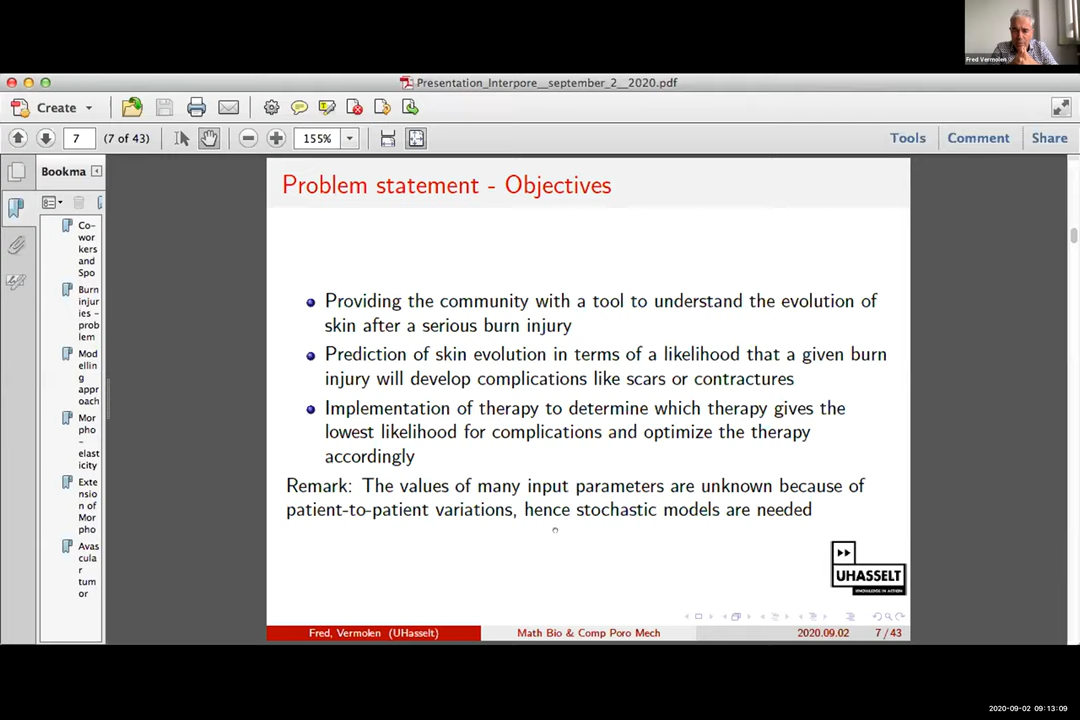 Fred Vermolen
Presentation_Interpore__september_2__2020.pdf
Create
7 (7 of 43) 155% Tools Comment Share
Bookma
Co-
wor
kers
and
Spo
Burn
injur
ies –
prob
lem
Mod
ellin
g
appr
oach
Mor
pho
-
elast
icity
Exte
nsio
n of
Mor
pho
Avas
cula
r
tum
or
Problem statement - Objectives
Providing the community with a tool to understand the evolution of
skin after a serious burn injury
Prediction of skin evolution in terms of a likelihood that a given burn
injury will develop complications like scars or contractures
Implementation of therapy to determine which therapy gives the
lowest likelihood for complications and optimize the therapy
accordingly
Remark: The values of many input parameters are unknown because of
patient-to-patient variations, hence stochastic models are needed
UHASSELT
KNOWLEDGE IN ACTION
Fred, Vermolen (UHasselt) Math Bio & Comp Poro Mech 2020.09.02 7 / 43
2020-09-02 09:13:09